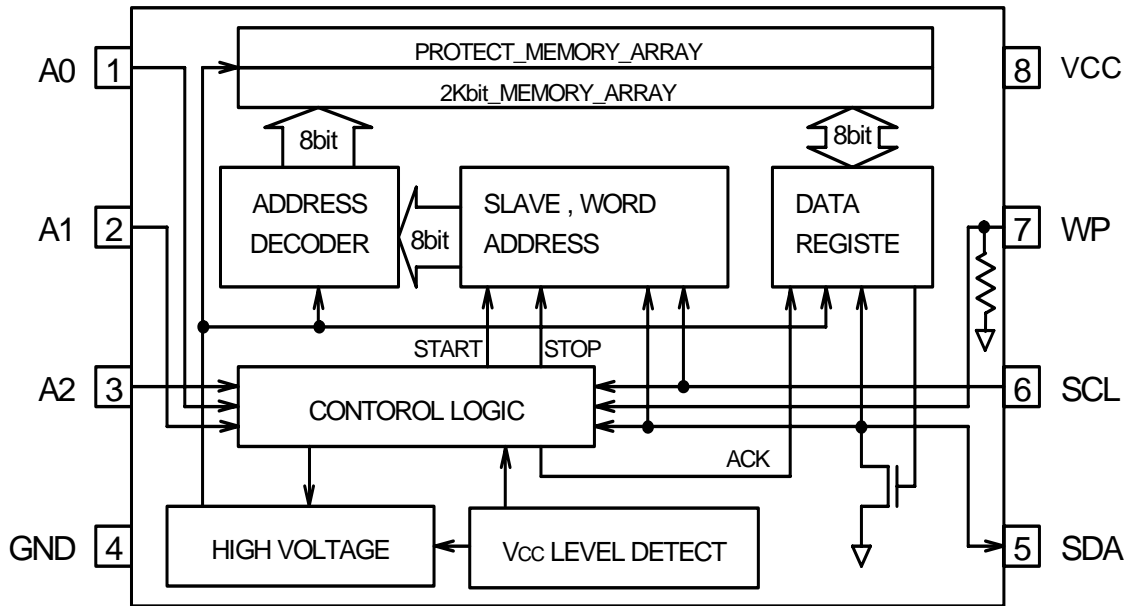 PROTECT_MEMORY_ARRAY
A0 1
8 VCC
2Kbit_MEMORY_ARRAY
8bit
8bit
ADDRESS
DECODER
SLAVE , WORD
ADDRESS
DATA
REGISTE
A1 2
8bit
7 WP
START
STOP
A2 3
6 SCL
CONTOROL LOGIC
ACK
GND 4
HIGH VOLTAGE
VCC LEVEL DETECT
5 SDA